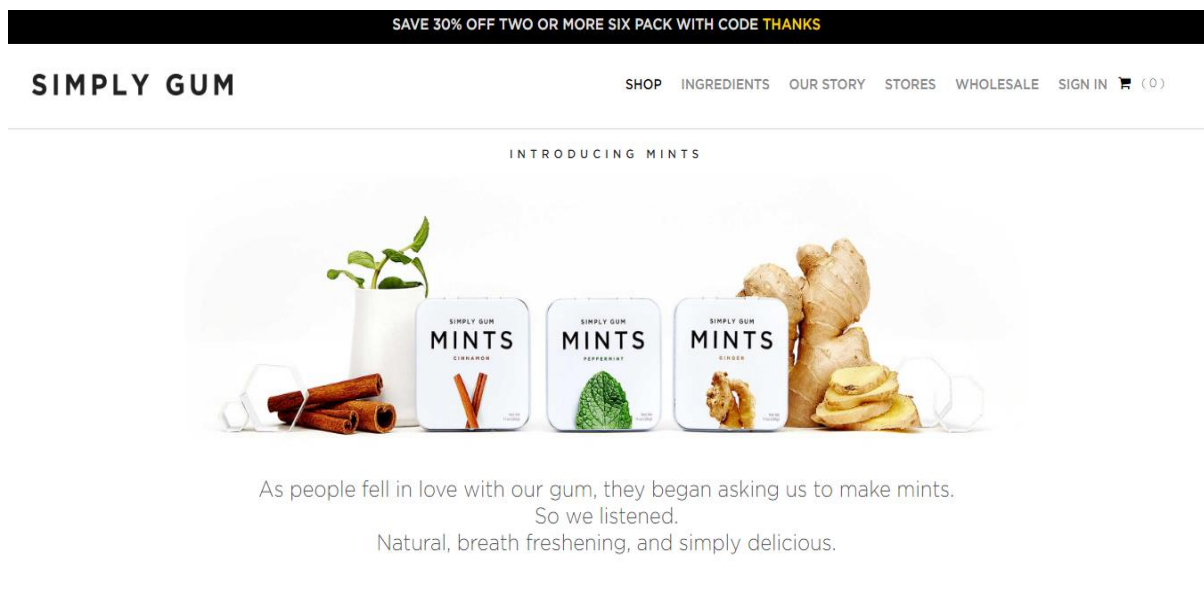 SAVE 30% OFF TWO OR MORE SIX PACK WITH CODE THANKS
SIMPLY GUM
SHOP INGREDIENTS OUR STORY STORES WHOLESALE SIGN IN (0)
INTRODUCING MINTS
SIMPLY GUM
MINTS
CINNAMON
SIMPLY GUM
MINTS
PEPPERMINT
SIMPLY GUM
MINTS
GINGER
As people fell in love with our gum, they began asking us to make mints.
So we listened.
Natural, breath freshening, and simply delicious.